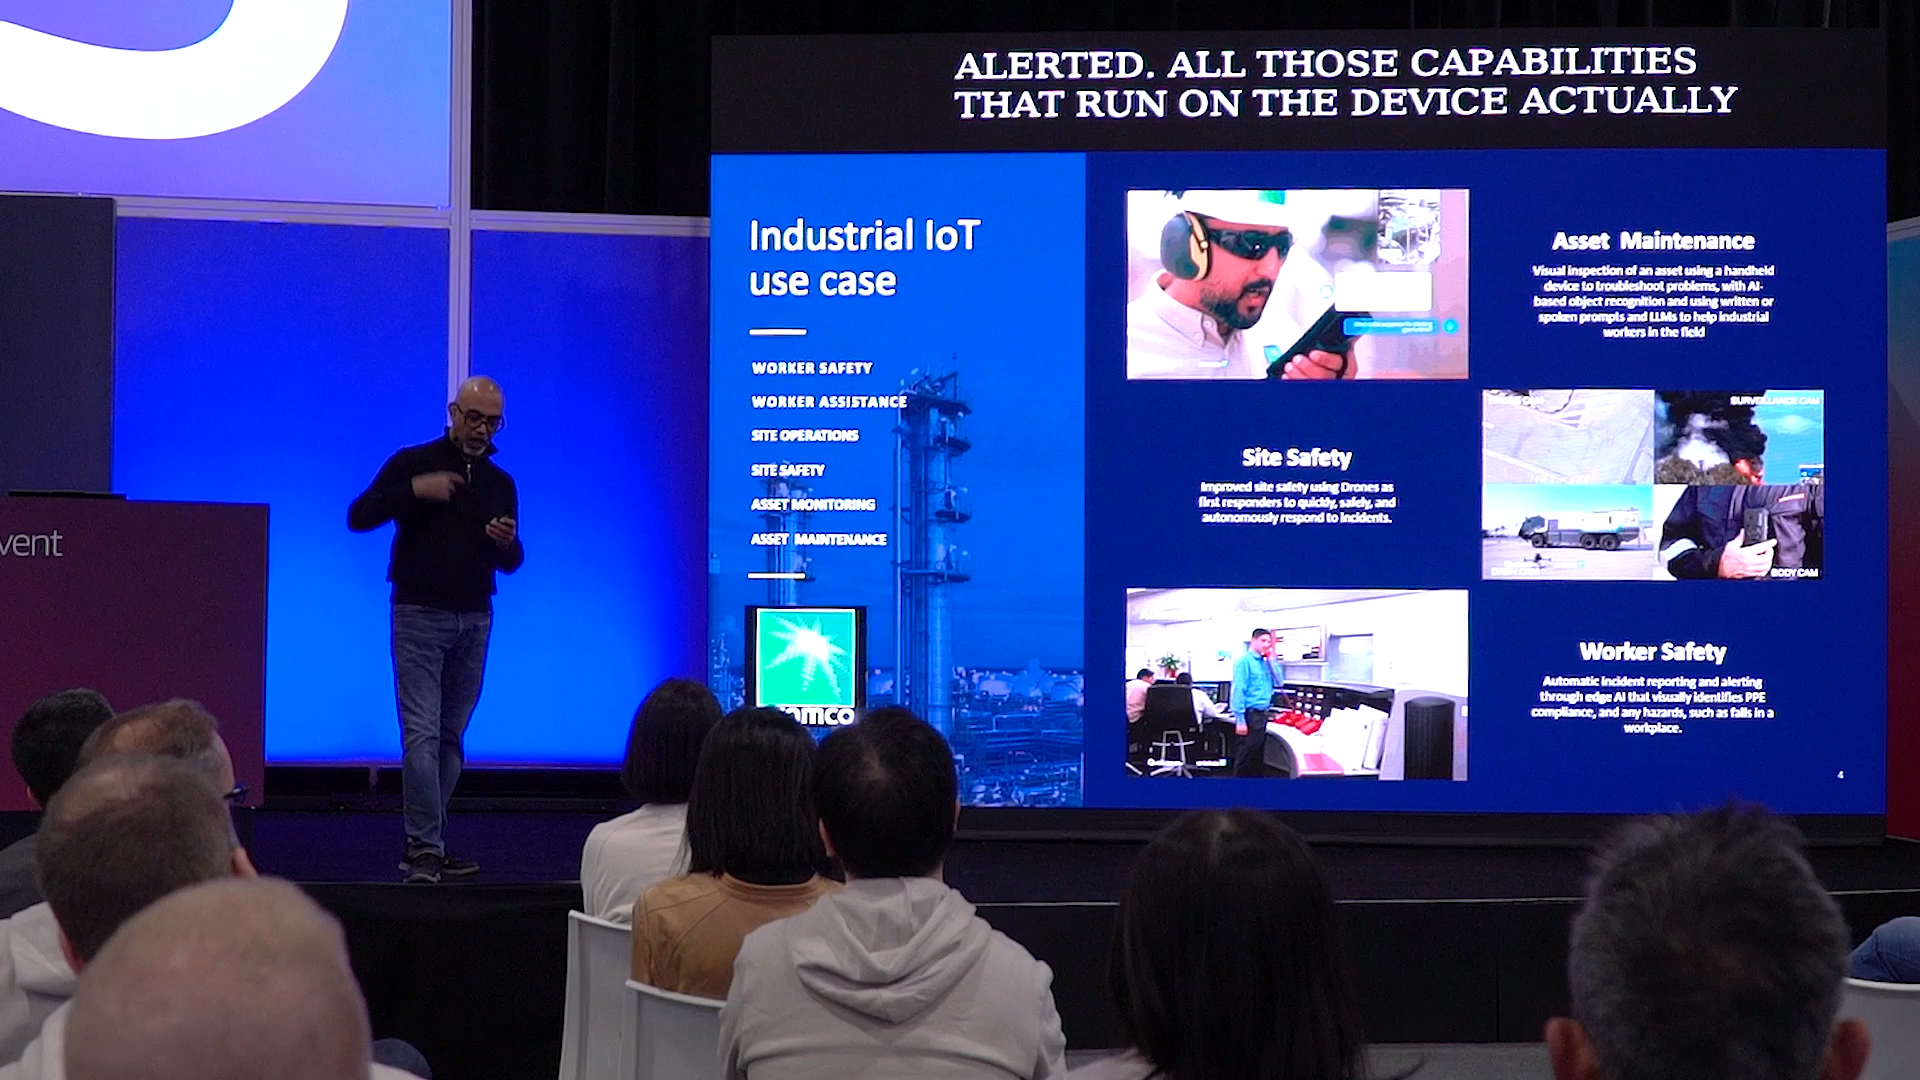 ALERTED. ALL THOSE CAPABILITIES
THAT RUN ON THE DEVICE ACTUALLY
Industrial IoT
use case
WORKER SAFETY
WORKER ASSISTANCE
SITE OPERATIONS
SITE SAFETY
ASSET MONITORING
ASSET MAINTENANCE
Asset Maintenance
Visual inspection of an asset using a handheld
device to troubleshoot problems, with AI-
based object recognition and using written or
spoken prompts and LLMs to help industrial
workers in the field
SURVEILLANCE CAM
BODY CAM
Site Safety
Improved site safety using Drones as
first responders to quickly, safely, and
autonomously respond to incidents.
Worker Safety
Automatic incident reporting and alerting
through edge AI that visually identifies PPE
compliance, and any hazards, such as falls in a
workplace.
4
vent